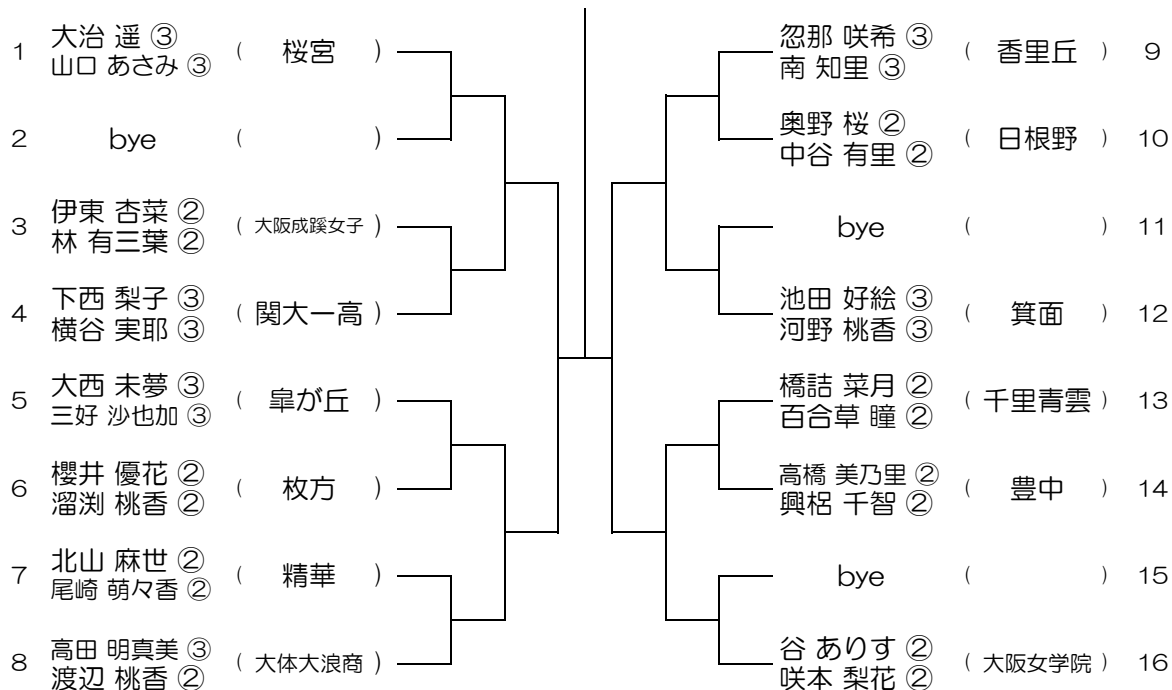 1 大治 遥 ③ ( 桜宮 )
山口 あさみ ③
2 bye ( )
3 伊東 杏菜 ② ( 大阪成蹊女子 )
林 有三葉 ②
4 下西 梨子 ③ ( 関大一高 )
横谷 実耶 ③
5 大西 未夢 ③ ( 皐が丘 )
三好 沙也加 ③
6 櫻井 優花 ② ( 枚方 )
溜渕 桃香 ②
7 北山 麻世 ② ( 精華 )
尾崎 萌々香 ②
8 高田 明真美 ③ ( 大体大浪商 )
渡辺 桃香 ②
忍那 咲希 ③ ( 香里丘 ) 9
南 知里 ③
奥野 桜 ② ( 日根野 ) 10
中谷 有里 ②
bye ( ) 11
池田 好絵 ③ ( 箕面 ) 12
河野 桃香 ③
橋詰 菜月 ② ( 千里青雲 ) 13
百合草 瞳 ②
高橋 美乃里 ② ( 豊中 ) 14
興梠 千智 ②
bye ( ) 15
谷 ありす ② ( 大阪女学院 ) 16
咲本 梨花 ②